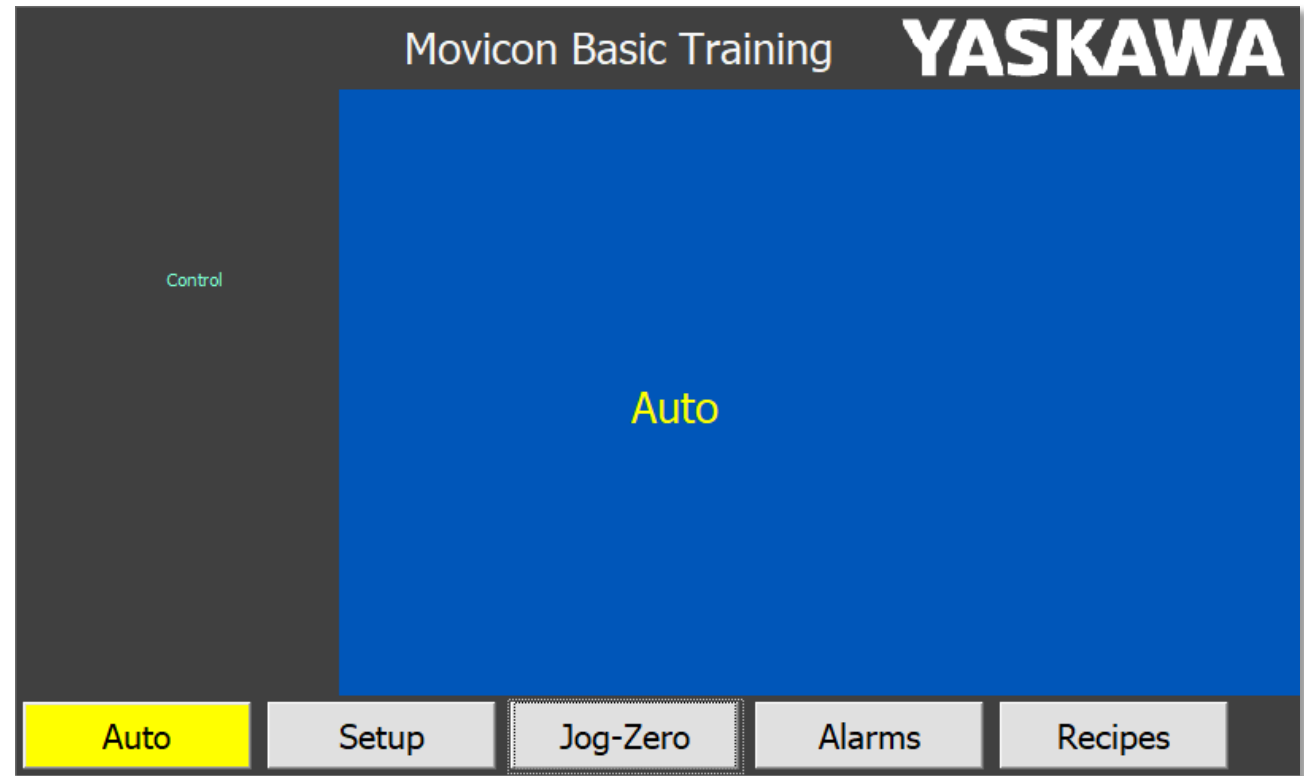 Movicon Basic Training YASKAWA
Control
Auto
Auto Setup Jog-Zero Alarms Recipes